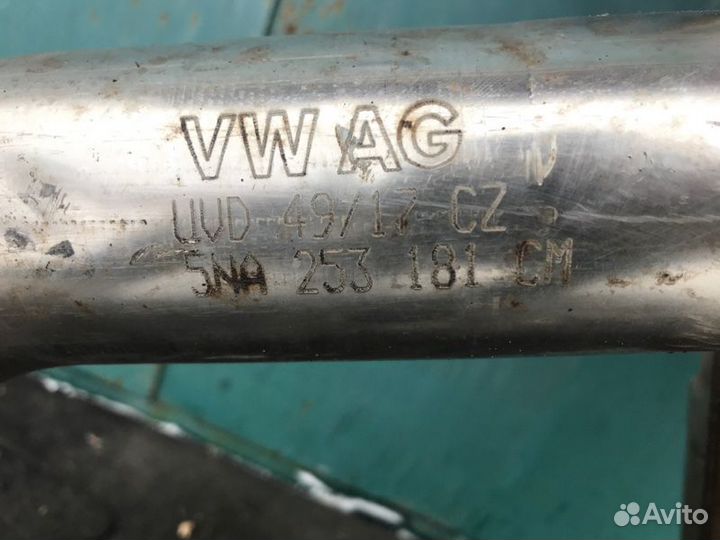 VW AG
UVD 49/17 CZ
5NA 253 181 CM
Avito